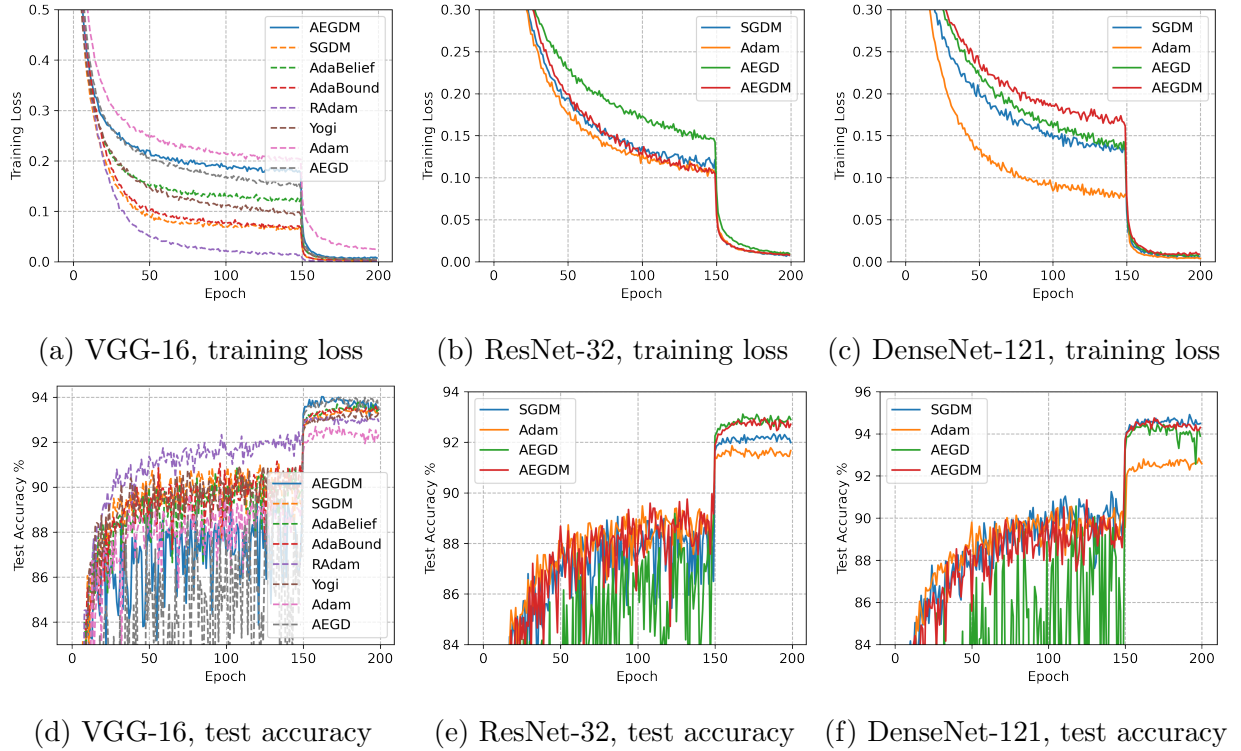 0.5
0.4
0.3
0.2
0.1
0.0
Training Loss
0
50
100
150
200
Epoch
AEGDM
SGDM
AdaBelief
AdaBound
RAdam
Yogi
Adam
AEGD
(a) VGG-16, training loss
0.30
0.25
0.20
0.15
0.10
0.05
0.00
Training Loss
0
50
100
150
200
Epoch
SGDM
Adam
AEGD
AEGDM
(b) ResNet-32, training loss
0.30
0.25
0.20
0.15
0.10
0.05
0.00
Training Loss
0
50
100
150
200
Epoch
SGDM
Adam
AEGD
AEGDM
(c) DenseNet-121, training loss
94
92
90
88
86
84
Test Accuracy %
0
50
100
150
200
Epoch
AEGDM
SGDM
AdaBelief
AdaBound
RAdam
Yogi
Adam
AEGD
(d) VGG-16, test accuracy
94
92
90
88
86
84
Test Accuracy %
0
50
100
150
200
Epoch
SGDM
Adam
AEGD
AEGDM
(e) ResNet-32, test accuracy
96
94
92
90
88
86
84
Test Accuracy %
0
50
100
150
200
Epoch
SGDM
Adam
AEGD
AEGDM
(f) DenseNet-121, test accuracy